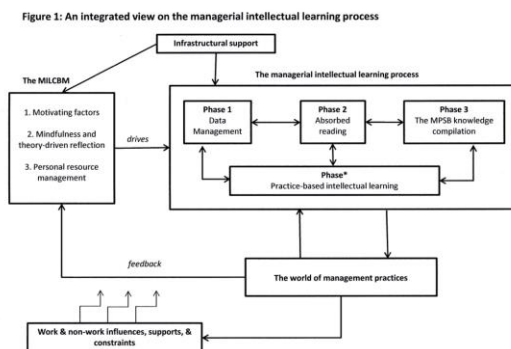 Figure 1: An integrated view on the managerial intellectual learning process
Infrastructural support
The MILCBM
The managerial intellectual learning process
1. Motivating factors
2. Mindfulness and
theory-driven reflection
3. Personal resource
management
drives
Phase 1
Data
Management
Phase 2
Absorbed
reading
Phase 3
The MPSB knowledge
compilation
Phase*
Practice-based intellectual learning
feedback
The world of management practices
Work & non-work influences, supports, &
constraints